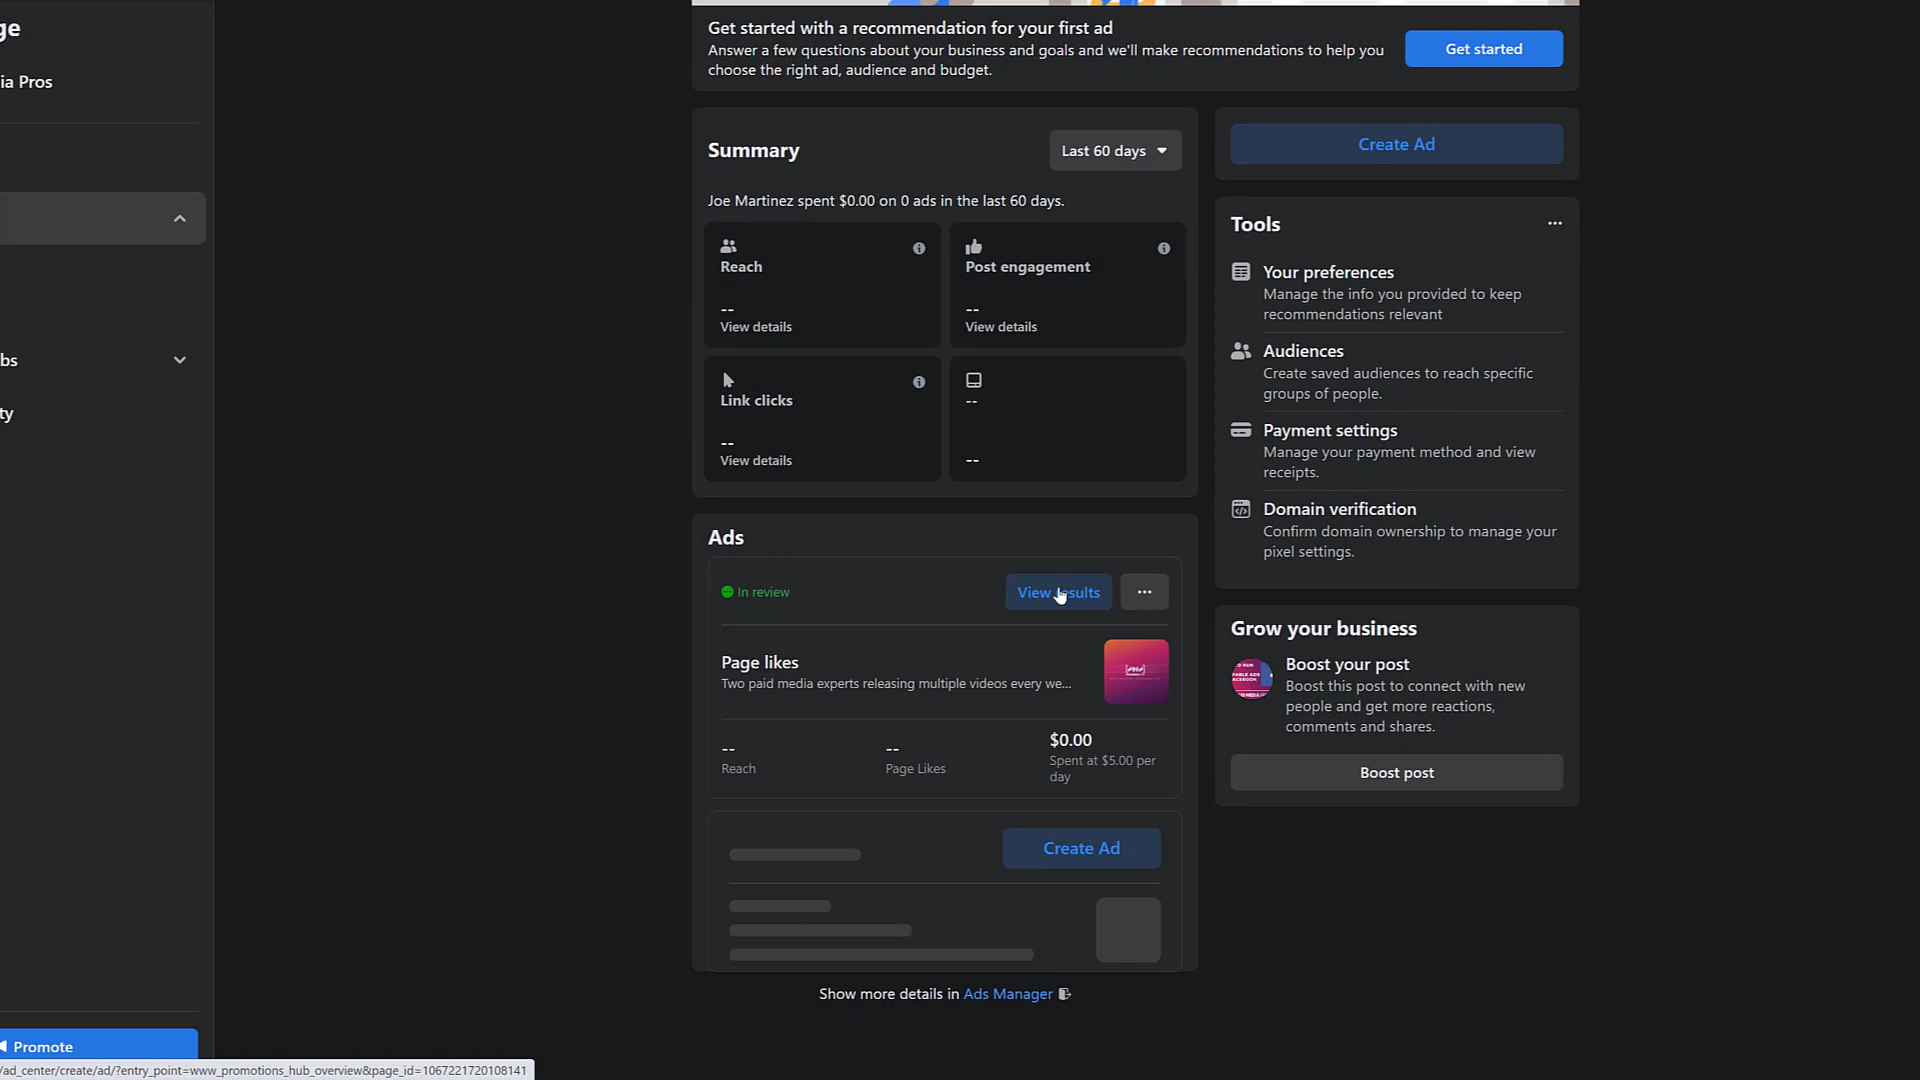 Get started with a recommendation for your first ad
Answer a few questions about your business and goals and we'll make recommendations to help you
choose the right ad, audience and budget.
Get started
ge
ia Pros
bs
ty
Promote
Summary
Last 60 days
Joe Martinez spent $0.00 on 0 ads in the last 60 days.
Reach
--
View details
Post engagement
--
View details
Link clicks
--
View details
--
--
Ads
In review
View results
Page likes
Two paid media experts releasing multiple videos every we...
--
Reach
--
Page Likes
$0.00
Spent at $5.00 per
day
Create Ad
Show more details in Ads Manager
Create Ad
Tools
Your preferences
Manage the info you provided to keep
recommendations relevant
Audiences
Create saved audiences to reach specific
groups of people.
Payment settings
Manage your payment method and view
receipts.
Domain verification
Confirm domain ownership to manage your
pixel settings.
Grow your business
Boost your post
Boost this post to connect with new
people and get more reactions,
comments and shares.
Boost post
/ad_center/create/ad/?entry_point=www_promotions_hub_overview&page_id=1067221720108141